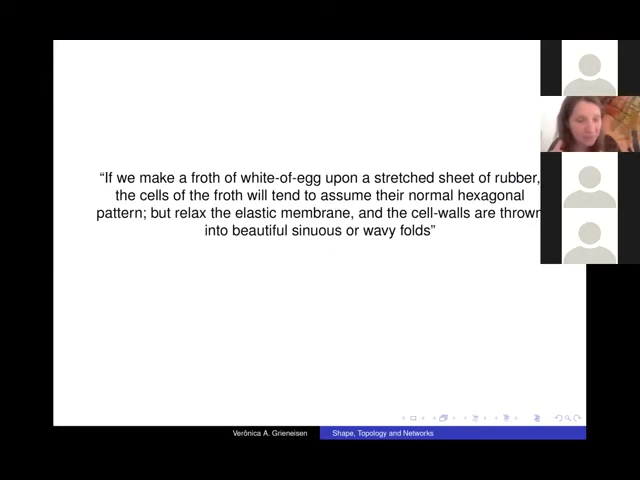 “If we make a froth of white-of-egg upon a stretched sheet of rubber,
the cells of the froth will tend to assume their normal hexagonal
pattern; but relax the elastic membrane, and the cell-walls are thrown
into beautiful sinuous or wavy folds”
Verônica A. Grieneisen
Shape, Topology and Networks